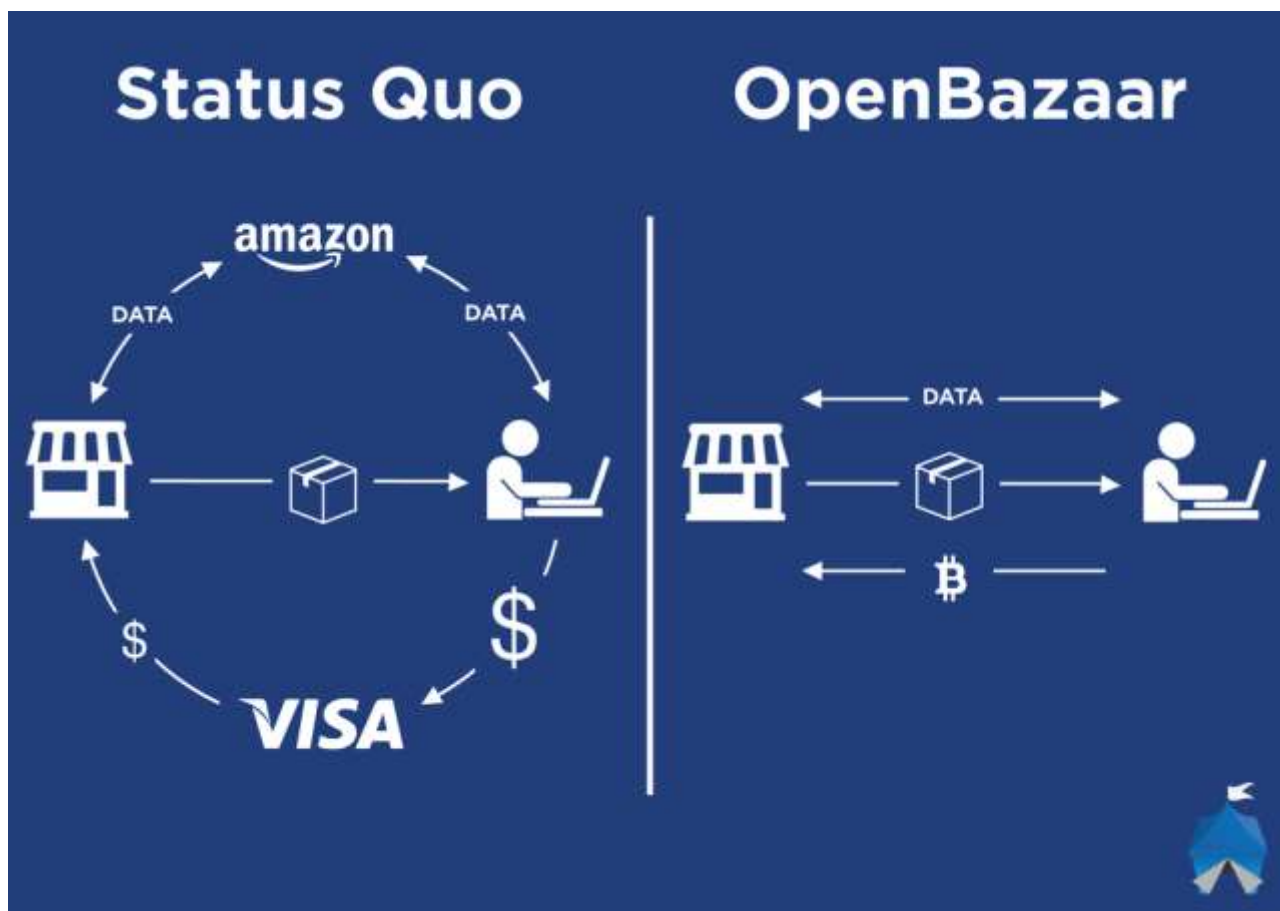 Status Quo
OpenBazaar
amazon
DATA
DATA
$
$
VISA
DATA
₿